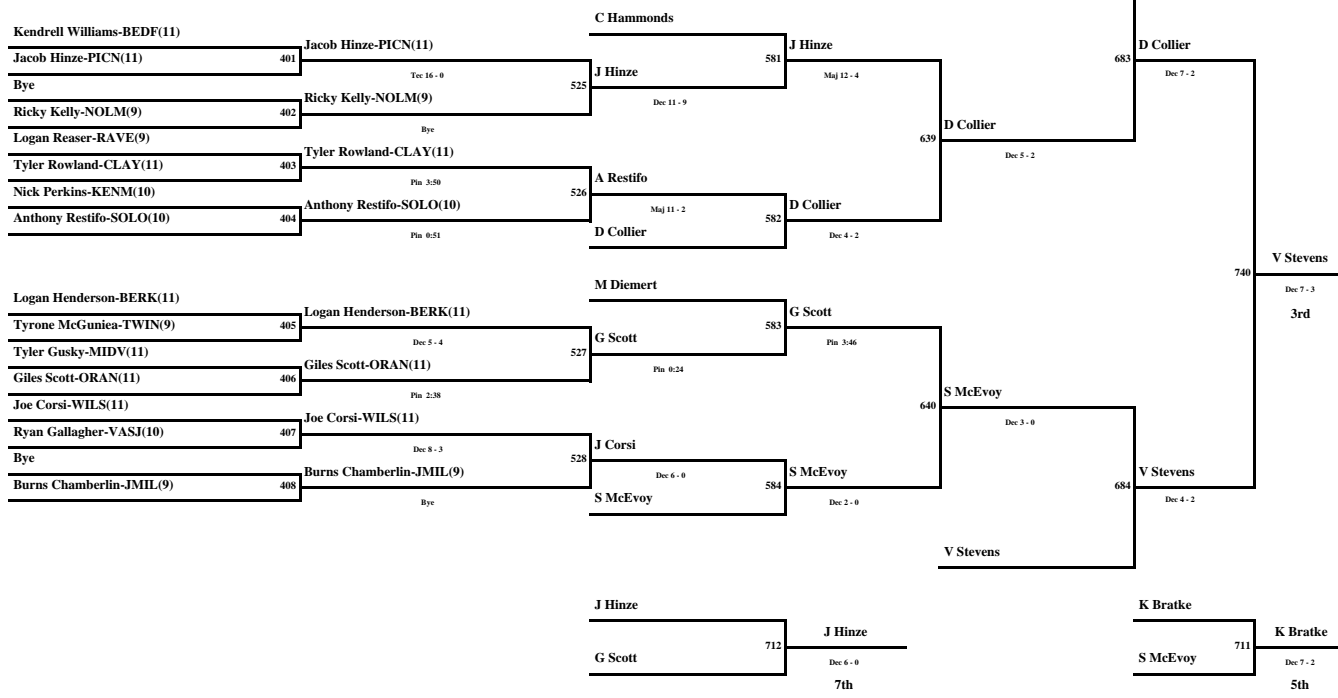 Kendrell Williams-BEDF(11)
Jacob Hinze-PICN(11)
401
Bye
Ricky Kelly-NOLM(9)
402
Logan Reaser-RAVE(9)
Tyler Rowland-CLAY(11)
403
Nick Perkins-KENM(10)
Anthony Restifo-SOLO(10)
404
Jacob Hinze-PICN(11)
Tec 16 - 0
525
Ricky Kelly-NOLM(9)
Bye
Tyler Rowland-CLAY(11)
Pin 3:50
526
Anthony Restifo-SOLO(10)
Pin 0:51
C Hammonds
581
J Hinze
Dec 11 - 9
A Restifo
Maj 11 - 2
582
D Collier
J Hinze
Maj 12 - 4
639
D Collier
Dec 4 - 2
D Collier
Dec 5 - 2
683
D Collier
Dec 7 - 2
Logan Henderson-BERK(11)
Tyrone McGuniea-TWIN(9)
405
Tyler Gusky-MIDV(11)
Giles Scott-ORAN(11)
406
Joe Corsi-WILS(11)
Ryan Gallagher-VASJ(10)
407
Bye
Burns Chamberlin-JMIL(9)
408
Logan Henderson-BERK(11)
Dec 5 - 4
527
Giles Scott-ORAN(11)
Pin 2:38
Joe Corsi-WILS(11)
Dec 8 - 3
528
Burns Chamberlin-JMIL(9)
Bye
M Diemert
583
G Scott
Pin 0:24
J Corsi
Dec 6 - 0
584
S McEvoy
G Scott
Pin 3:46
640
S McEvoy
Dec 2 - 0
S McEvoy
Dec 3 - 0
684
V Stevens
V Stevens
Dec 4 - 2
740
V Stevens
Dec 7 - 3
3rd
J Hinze
712
G Scott
J Hinze
Dec 6 - 0
7th
K Bratke
711
S McEvoy
K Bratke
Dec 7 - 2
5th